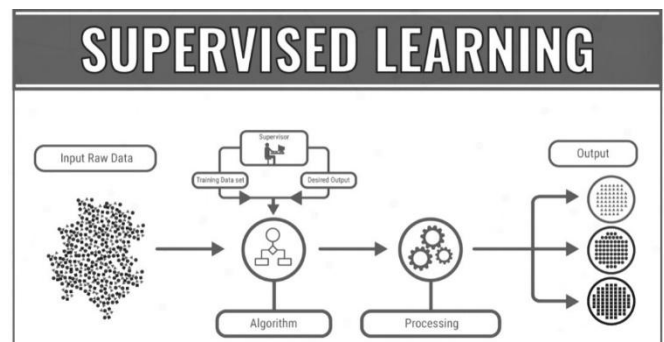 SUPERVISED LEARNING
Supervisor
Input Raw Data
Output
Training Data set
Desired Output
Algorithm
Processing